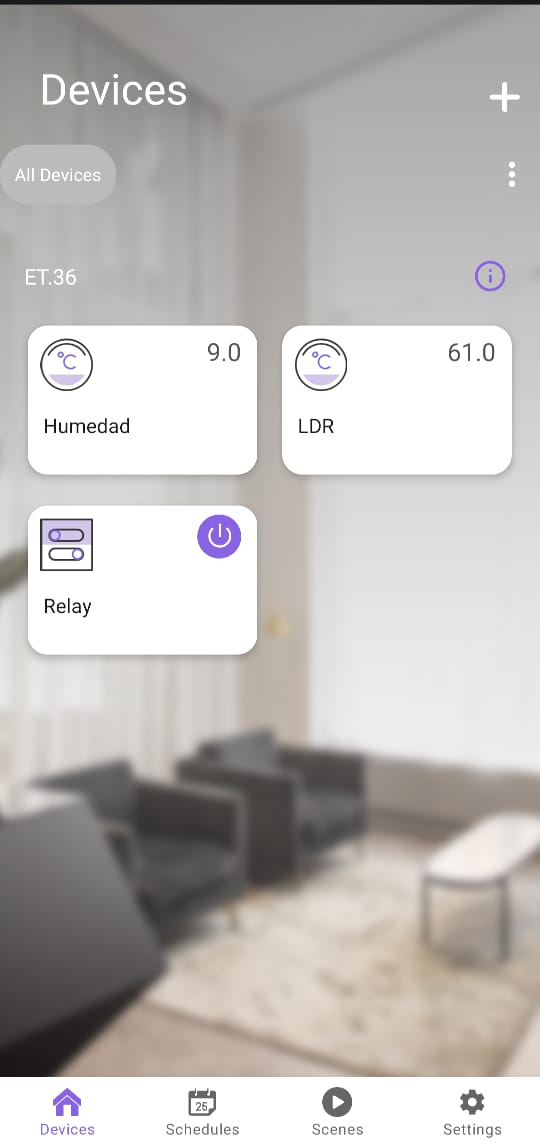 Devices
All Devices
ET.36
°C 9.0
Humedad
°C 61.0
LDR
Relay
25
Devices Schedules Scenes Settings